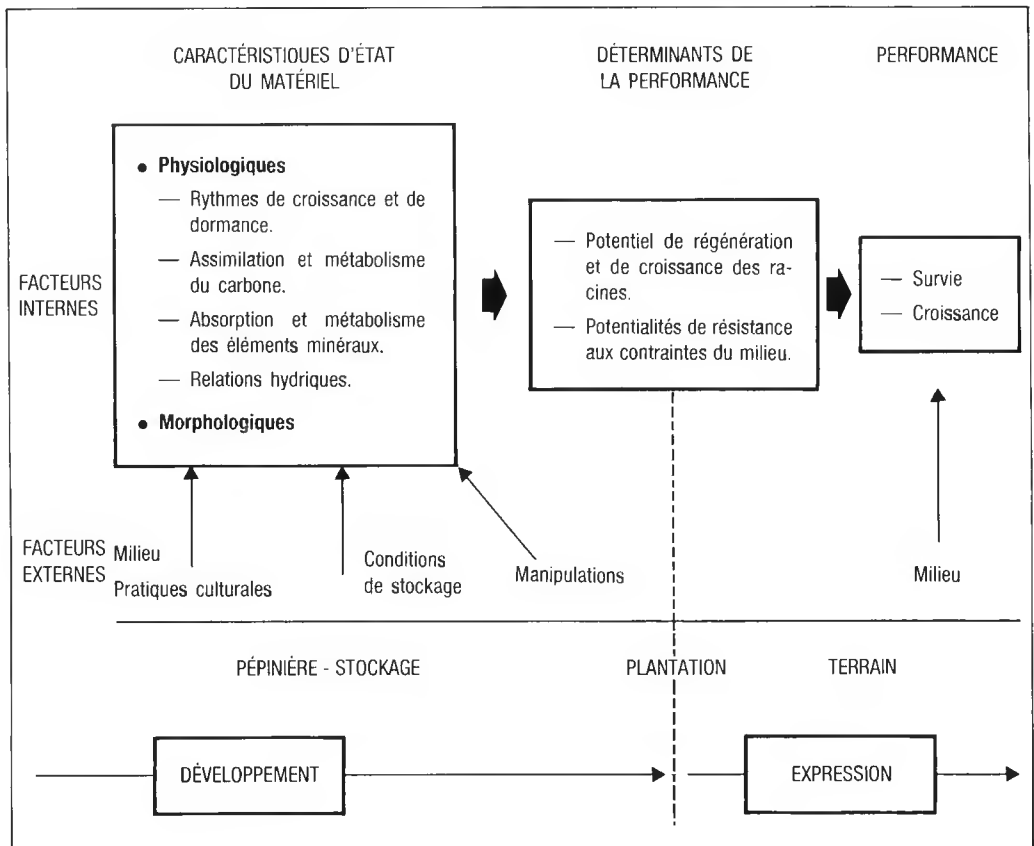 CARACTÉRISTIQUES D'ÉTAT
DU MATÉRIEL
DÉTERMINANTS DE
LA PERFORMANCE
PERFORMANCE
FACTEURS
INTERNES
● Physiologiques
— Rythmes de croissance et de
dormance.
— Assimilation et métabolisme
du carbone.
— Absorption et métabolisme
des éléments minéraux.
— Relations hydriques.
● Morphologiques
— Potentiel de régénération
et de croissance des ra-
cines.
— Potentialités de résistance
aux contraintes du milieu.
— Survie
— Croissance
FACTEURS
EXTERNES
Milieu
Pratiques culturales
Conditions
de stockage
Manipulations
Milieu
PÉPINIÈRE - STOCKAGE
PLANTATION
TERRAIN
DÉVELOPPEMENT
EXPRESSION